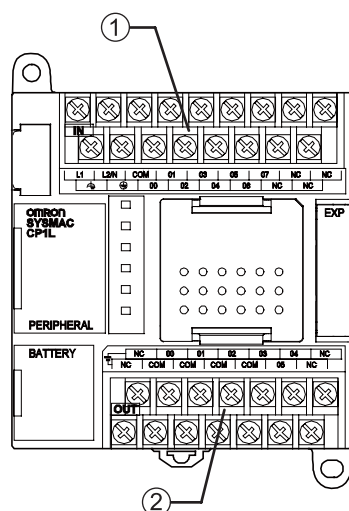 1
IN
L1 L2/N COM 01 03 05 07 NC NC
00 02 04 06 NC NC
OMRON
SYSMAC
CP1L
EXP
PERIPHERAL
BATTERY
NC 00 01 02 03 04 NC
NC COM COM COM COM 05 NC
OUT
2